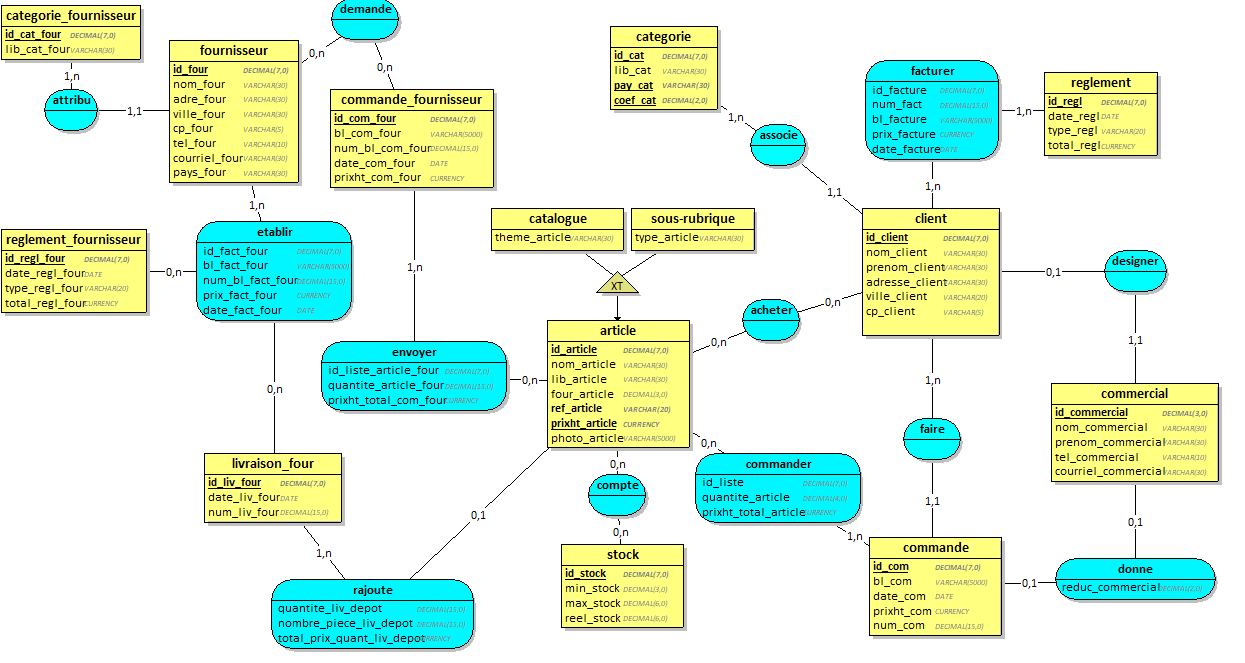 categorie_fournisseur
id_cat_four DECIMAL(7,0)
lib_cat_four VARCHAR(30)
1,n
attribu
1,1
fournisseur
id_four DECIMAL(7,0)
nom_four VARCHAR(30)
adre_four VARCHAR(30)
ville_four VARCHAR(30)
cp_four VARCHAR(5)
tel_four VARCHAR(10)
courriel_four VARCHAR(30)
pays_four VARCHAR(30)
demande
0,n
0,n
commande_fournisseur
id_com_four DECIMAL(7,0)
bl_com_four VARCHAR(5000)
num_bl_com_four DECIMAL(15,0)
date_com_four DATE
prixht_com_four CURRENCY
categorie
id_cat DECIMAL(7,0)
lib_cat VARCHAR(30)
pay_cat VARCHAR(30)
coef_cat DECIMAL(2,0)
1,n
associe
1,1
facturer
id_facture DECIMAL(7,0)
num_fact DECIMAL(15,0)
bl_facture VARCHAR(5000)
prix_facture CURRENCY
date_facture DATE
1,n
reglement
id_regl DECIMAL(7,0)
date_regl DATE
type_regl VARCHAR(20)
total_regl CURRENCY
1,n
1,n
reglement_fournisseur
id_regl_four DECIMAL(7,0)
date_regl_four DATE
type_regl_four VARCHAR(20)
total_regl_four CURRENCY
0,n
etablir
id_fact_four DECIMAL(7,0)
bl_fact_four VARCHAR(5000)
num_bl_fact_four DECIMAL(15,0)
prix_fact_four CURRENCY
date_fact_four DATE
1,n
catalogue
theme_article VARCHAR(30)
sous-rubrique
type_article VARCHAR(30)
XT
client
id_client DECIMAL(7,0)
nom_client VARCHAR(30)
prenom_client VARCHAR(30)
adresse_client VARCHAR(30)
ville_client VARCHAR(20)
cp_client VARCHAR(5)
0,1
designer
1,1
acheter
0,n
0,n
envoyer
id_liste_article_four DECIMAL(7,0)
quantite_article_four DECIMAL(15,0)
prixht_total_com_four CURRENCY
0,n
article
id_article DECIMAL(7,0)
nom_article VARCHAR(30)
lib_article VARCHAR(30)
four_article DECIMAL(3,0)
ref_article VARCHAR(20)
prixht_article CURRENCY
photo_article VARCHAR(5000)
0,n
1,n
faire
1,1
commercial
id_commercial DECIMAL(3,0)
nom_commercial VARCHAR(30)
prenom_commercial VARCHAR(30)
tel_commercial VARCHAR(10)
courriel_commercial VARCHAR(30)
0,n
livraison_four
id_liv_four DECIMAL(7,0)
date_liv_four DATE
num_liv_four DECIMAL(15,0)
1,n
0,1
0,n
compte
0,n
commander
id_liste DECIMAL(7,0)
quantite_article DECIMAL(4,0)
prixht_total_article CURRENCY
1,n
0,1
stock
id_stock DECIMAL(7,0)
min_stock DECIMAL(3,0)
max_stock DECIMAL(6,0)
reel_stock DECIMAL(6,0)
commande
id_com DECIMAL(7,0)
bl_com VARCHAR(5000)
date_com DATE
prixht_com CURRENCY
num_com DECIMAL(15,0)
0,1
donne
reduc_commercial DECIMAL(2,0)
rajoute
quantite_liv_depot DECIMAL(15,0)
nombre_piece_liv_depot DECIMAL(15,0)
total_prix_quant_liv_depot CURRENCY